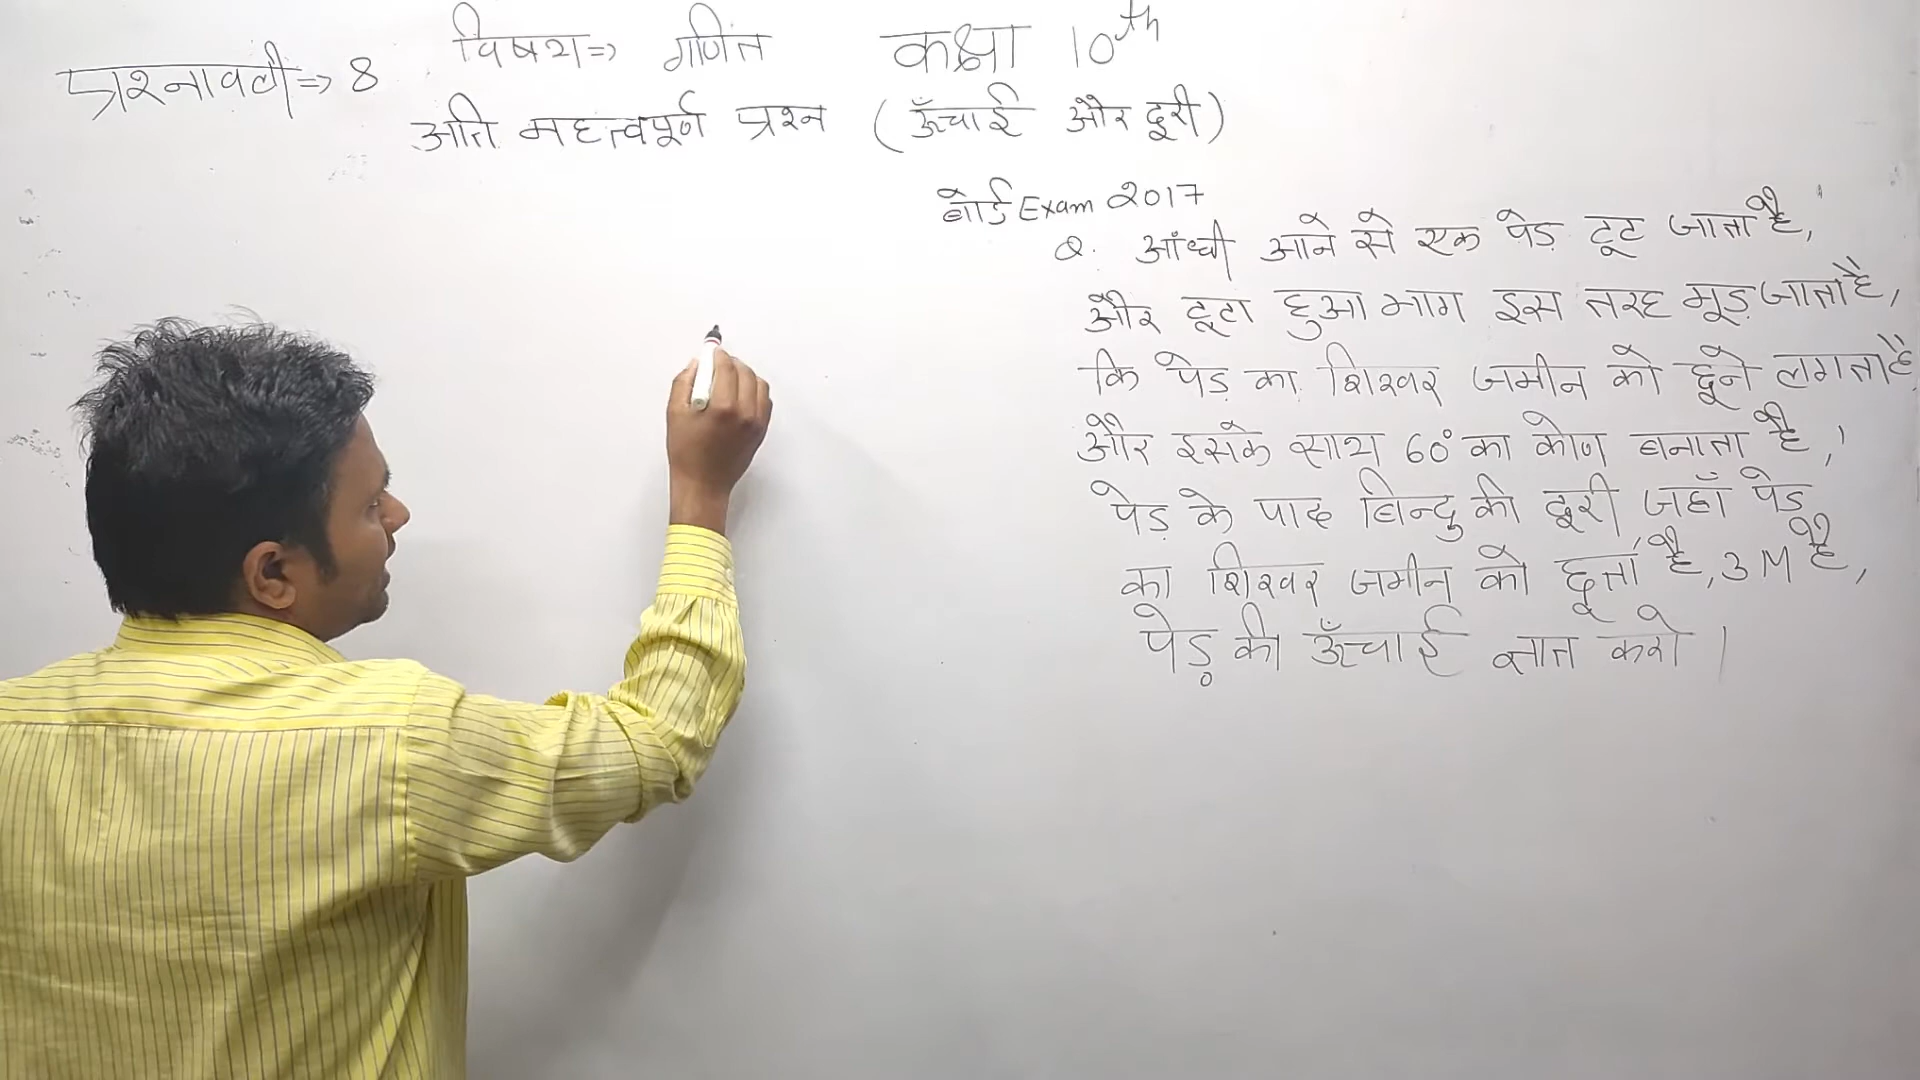 विषय⇒ गणित कक्षा 10th
प्रश्नावली⇒ 8
अति महत्वपूर्ण प्रश्न (ऊँचाई और दूरी)
बोर्ड Exam 2017
Q. आंधी आने से एक पेड़ टूट जाता है,
और टूटा हुआ भाग इस तरह मूड़ जाता है,
कि पेड़ का शिखर जमीन को छूने लगता है
और इसके साथ 60° का कोण बनाता है,
पेड़ के पाद बिन्दु की दूरी, जहाँ पेड़
का शिखर जमीन को छूता है, 3 M है,
पेड़ की ऊँचाई ज्ञात करो।